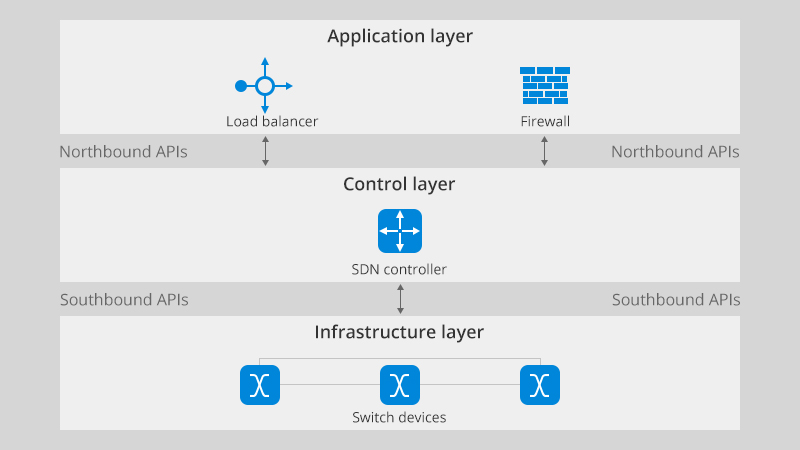 Application layer
Load balancer
Firewall
Northbound APIs
Northbound APIs
Control layer
SDN controller
Southbound APIs
Southbound APIs
Infrastructure layer
Switch devices